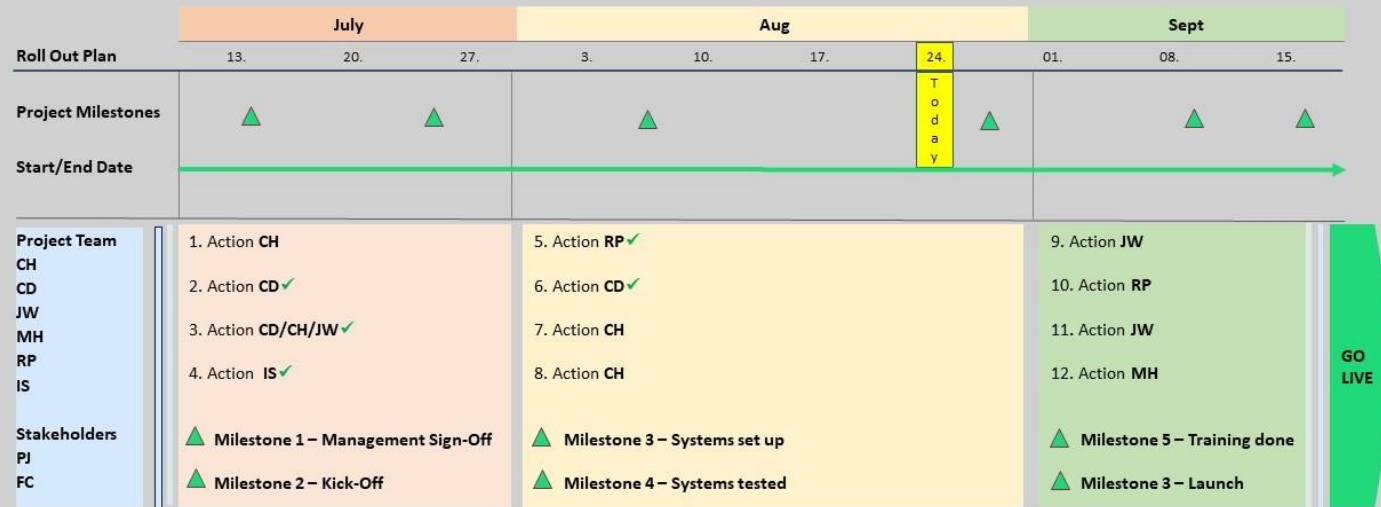 July Aug Sept
Roll Out Plan 13. 20. 27. 3. 10. 17. 24. 01. 08. 15.
Today
Project Milestones
Start/End Date
Project Team
CH
CD
JW
MH
RP
IS
Stakeholders
PJ
FC
1. Action CH
2. Action CD✓
3. Action CD/CH/JW✓
4. Action IS✓
Milestone 1 – Management Sign-Off
Milestone 2 – Kick-Off
5. Action RP✓
6. Action CD✓
7. Action CH
8. Action CH
Milestone 3 – Systems set up
Milestone 4 – Systems tested
9. Action JW
10. Action RP
11. Action JW
12. Action MH
Milestone 5 – Training done
Milestone 3 – Launch
GO
LIVE